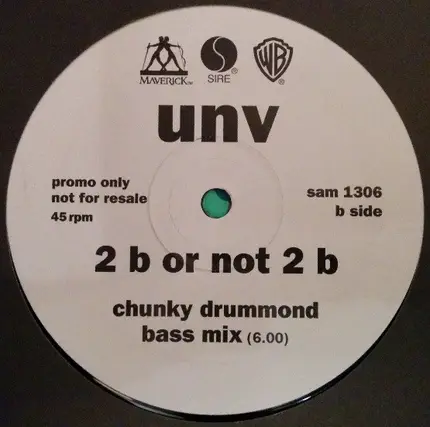 MAVERICK™
SIRE®
WB®
unv
promo only
not for resale
45 rpm
sam 1306
b side
2 b or not 2 b
chunky drummond
bass mix (6.00)